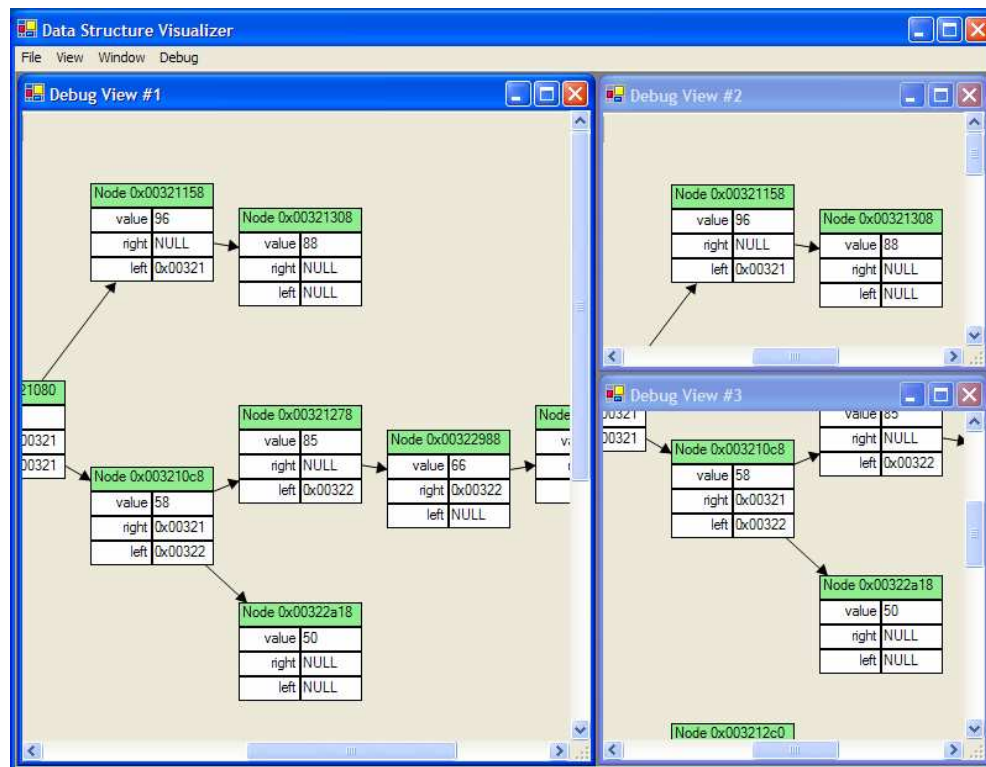 Data Structure Visualizer
File View Window Debug
Debug View #1
Node 0x00321158
value 96
right NULL
left 0x00321
Node 0x00321308
value 88
right NULL
left NULL
21080
00321
00321
Node 0x003210c8
value 58
right 0x00321
left 0x00322
Node 0x00321278
value 85
right NULL
left 0x00322
Node 0x00322988
value 66
right 0x00322
left NULL
Node
Node 0x00322a18
value 50
right NULL
left NULL
Debug View #2
Node 0x00321158
value 96
right NULL
left 0x00321
Node 0x00321308
value 88
right NULL
left NULL
Debug View #3
00321
00321
Node 0x003210c8
value 58
right 0x00321
left 0x00322
value 85
right NULL
left 0x00322
Node 0x00322a18
value 50
right NULL
left NULL
Node 0x003212c0